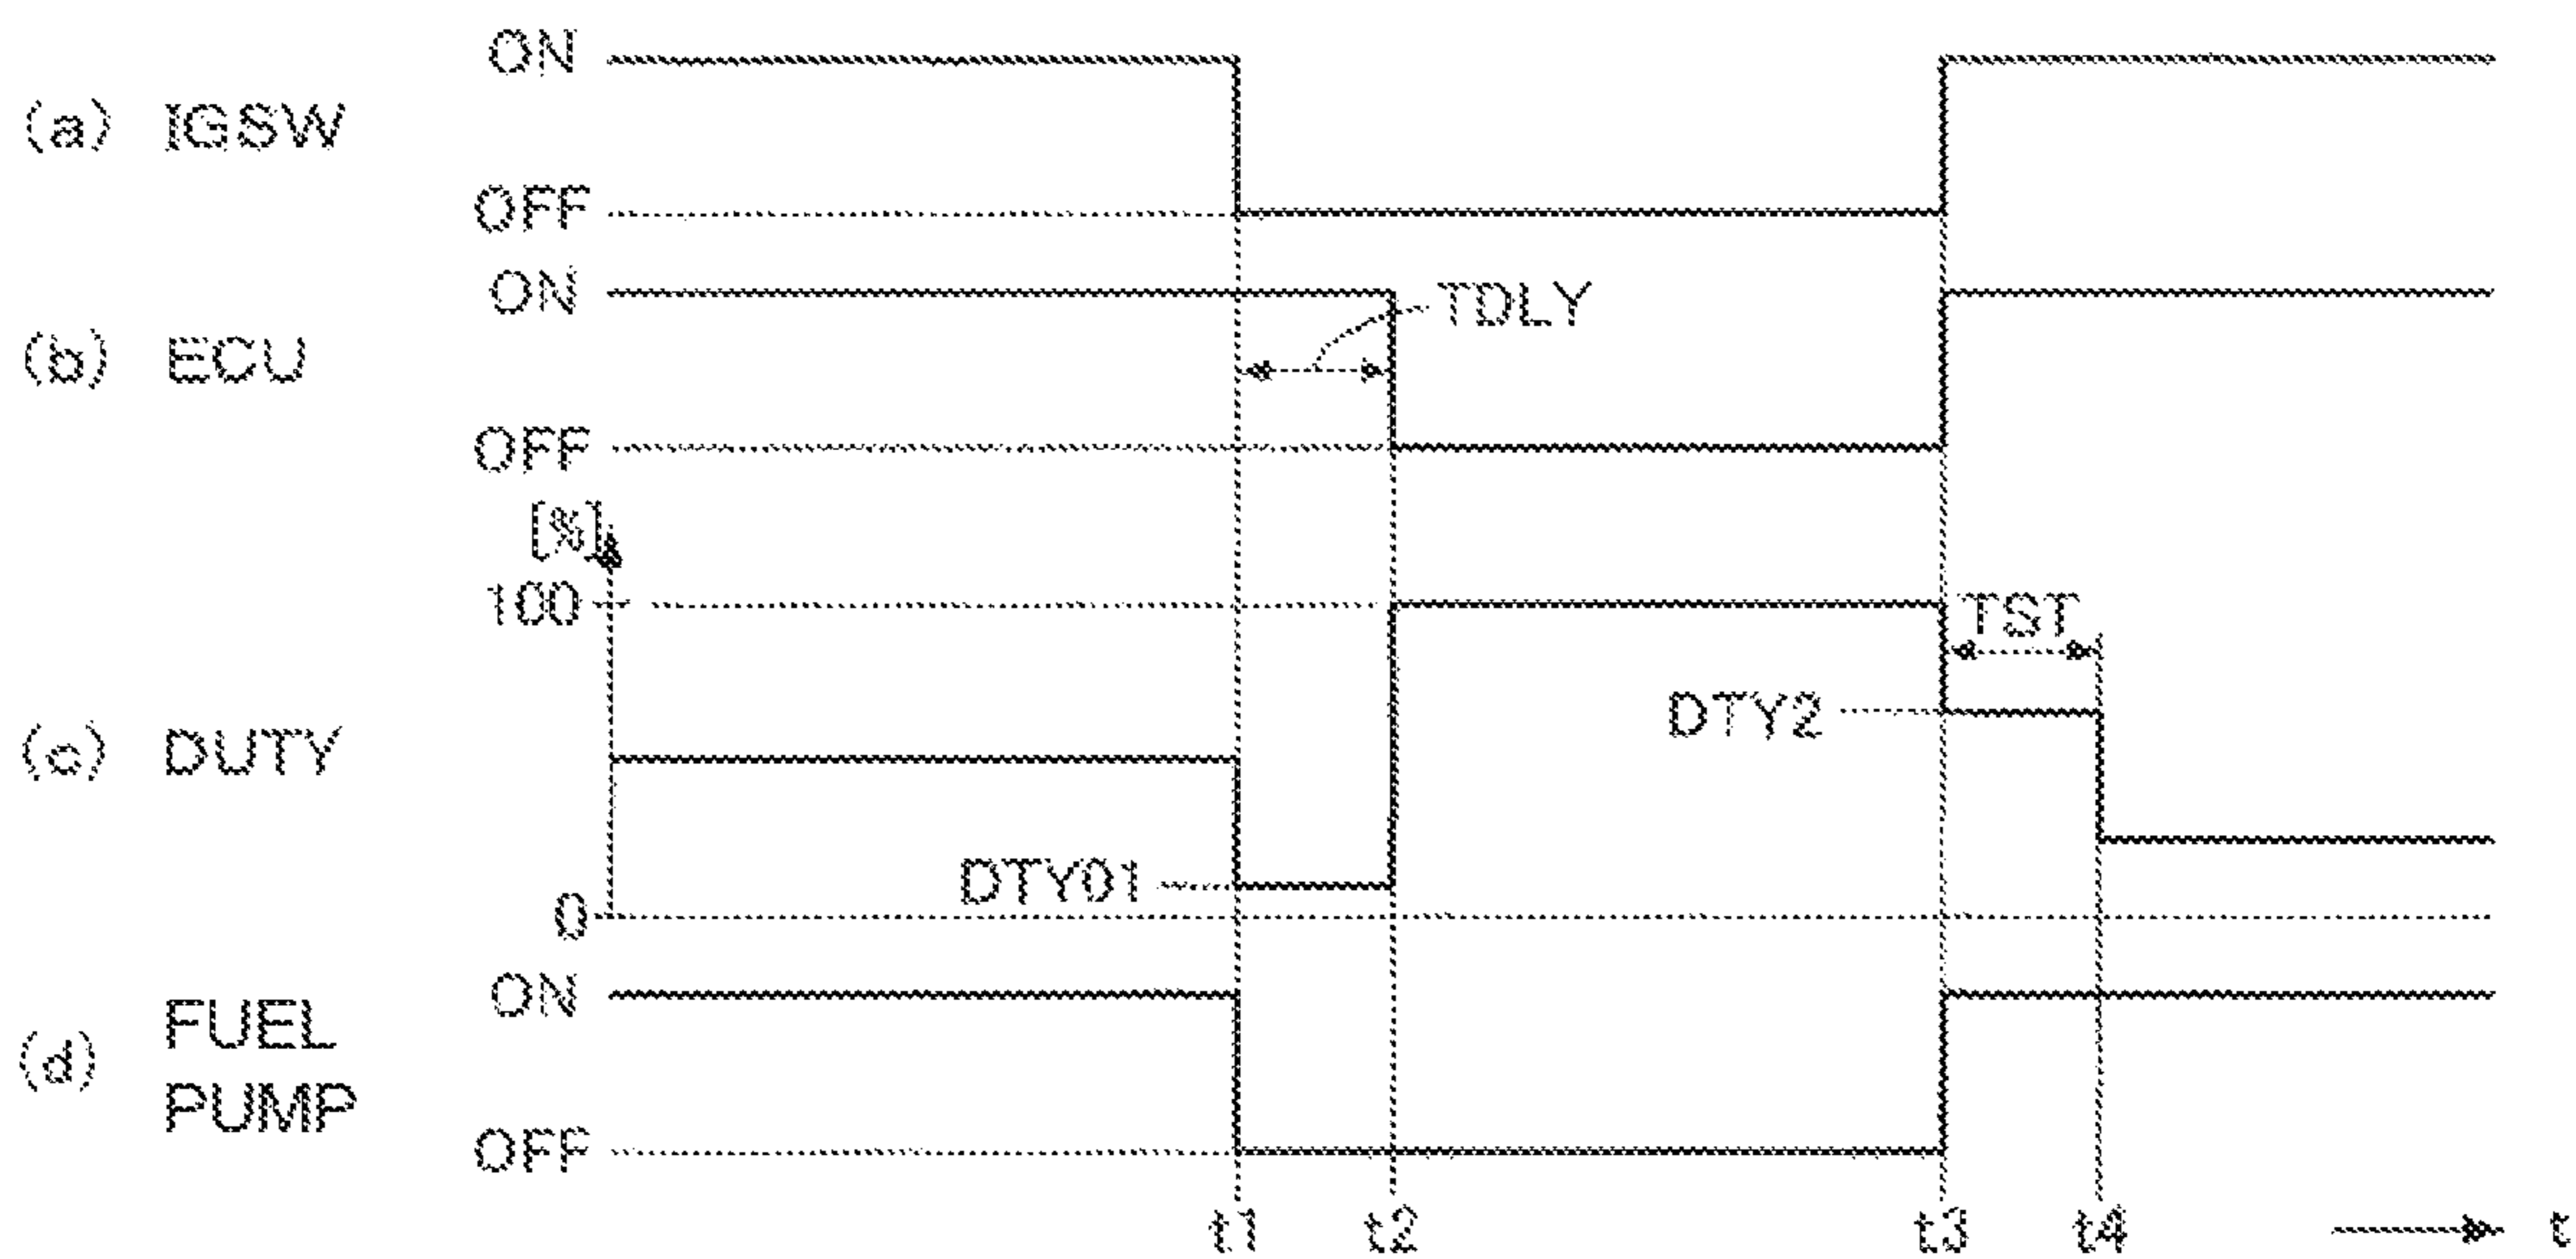 (a) IGSW
ON
OFF
(b) ECU
ON
OFF
TDLY
(c) DUTY
[%]
100
0
DTY01
DTY2
TST
(d) FUEL PUMP
ON
OFF
t1 t2 t3 t4 t